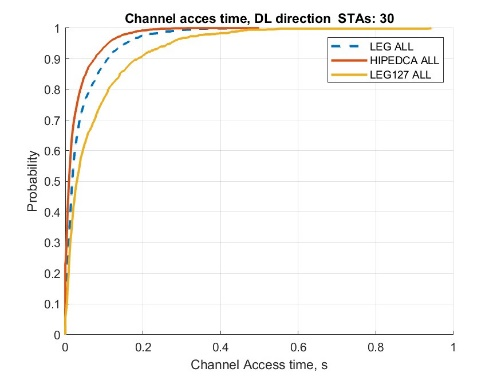 Channel acces time, DL direction  STAs: 30
LEG ALL
HIPEDCA ALL
LEG127 ALL
Probability
1
0.9
0.8
0.7
0.6
0.5
0.4
0.3
0.2
0.1
0
0 0.2 0.4 0.6 0.8 1
Channel Access time, s